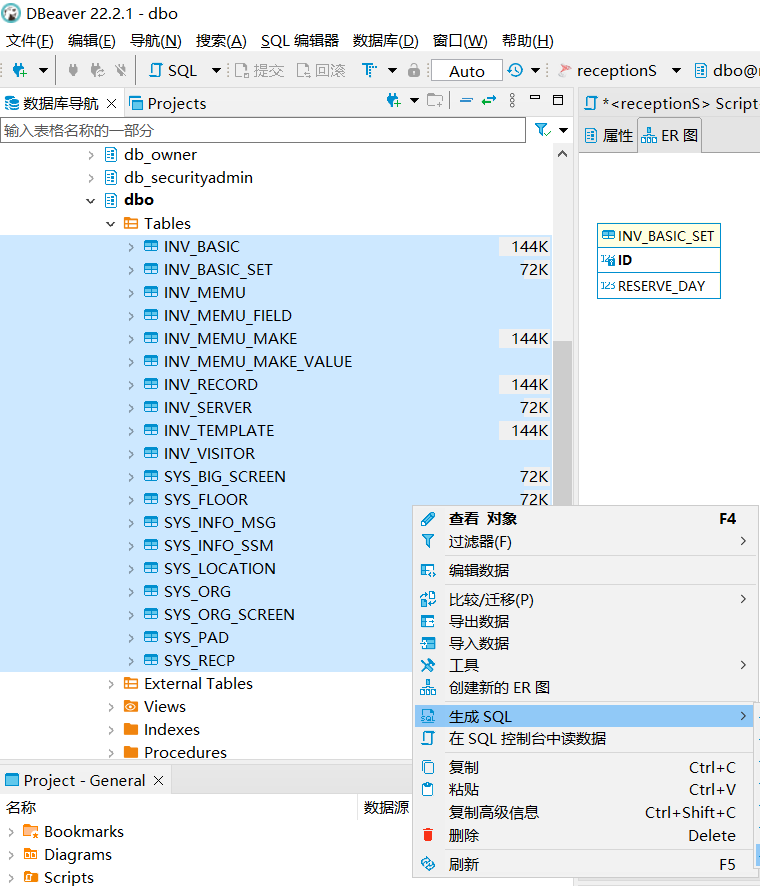 DBeaver 22.2.1 - dbo
文件(F) 编辑(E) 导航(N) 搜索(A) SQL 编辑器 数据库(D) 窗口(W) 帮助(H)
SQL 提交 回滚 Auto receptionS
数据库导航 Projects
*<receptionS> Script
输入表格名称的一部分
属性 ER 图
db_owner
db_securityadmin
dbo
Tables
INV_BASIC 144K
INV_BASIC_SET 72K
INV_MEMU
INV_MEMU_FIELD
INV_MEMU_MAKE 144K
INV_MEMU_MAKE_VALUE
INV_RECORD 144K
INV_SERVER 72K
INV_TEMPLATE 144K
INV_VISITOR
SYS_BIG_SCREEN 72K
SYS_FLOOR 72K
SYS_INFO_MSG
SYS_INFO_SSM
SYS_LOCATION
SYS_ORG
SYS_ORG_SCREEN
SYS_PAD
SYS_RECP
External Tables
Views
Indexes
Procedures
INV_BASIC_SET
123 ID
123 RESERVE_DAY
查看 对象 F4
过滤器(F)
编辑数据
比较/迁移(P)
导出数据
导入数据
工具
创建新的 ER 图
生成 SQL
在 SQL 控制台中读数据
复制 Ctrl+C
粘贴 Ctrl+V
复制高级信息 Ctrl+Shift+C
删除 Delete
刷新 F5
Project - General
名称 数据源
Bookmarks
Diagrams
Scripts